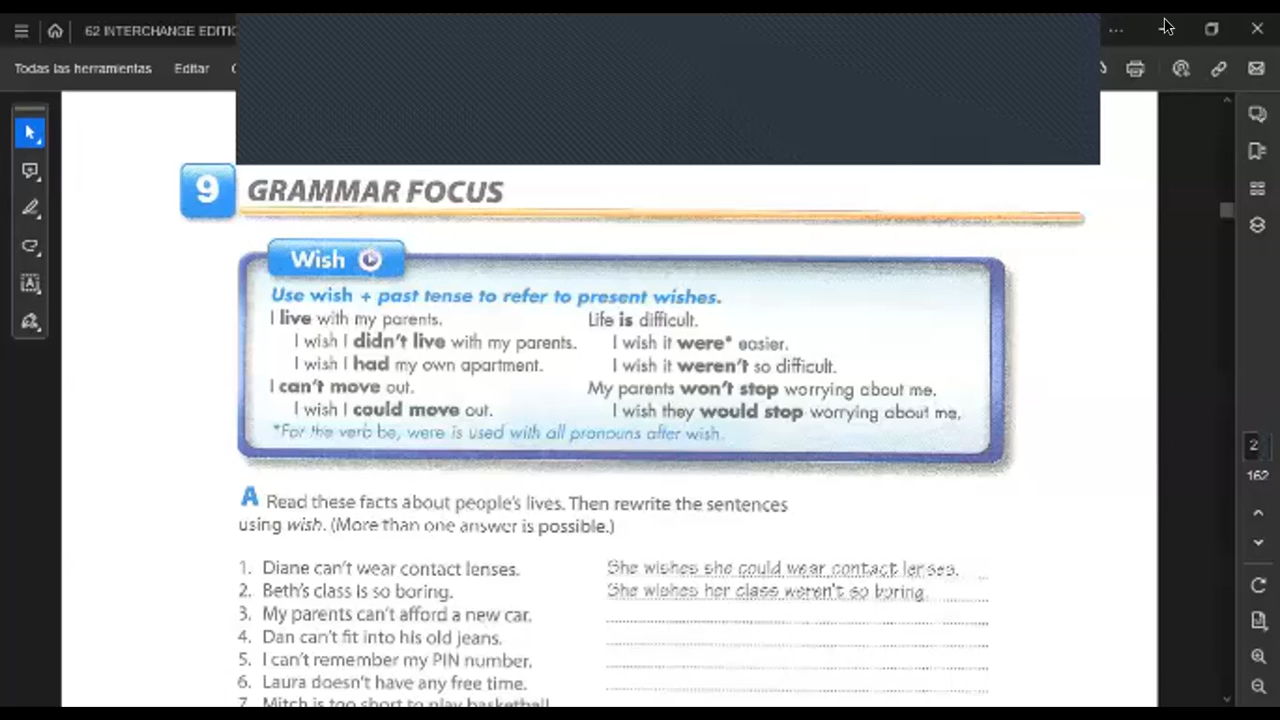 62 INTERCHANGE EDITIO
Todas las herramientas Editar
9 GRAMMAR FOCUS
Wish
Use wish + past tense to refer to present wishes.
I live with my parents.
I wish I didn't live with my parents.
I wish I had my own apartment.
I can't move out.
I wish I could move out.
Life is difficult.
I wish it were* easier.
I wish it weren't so difficult.
My parents won't stop worrying about me.
I wish they would stop worrying about me.
*For the verb be, were is used with all pronouns after wish.
A Read these facts about people's lives. Then rewrite the sentences
using wish. (More than one answer is possible.)
1. Diane can't wear contact lenses. She wishes she could wear contact lenses.
2. Beth's class is so boring. She wishes her class weren't so boring.
3. My parents can't afford a new car.
4. Dan can't fit into his old jeans.
5. I can't remember my PIN number.
6. Laura doesn't have any free time.
7. Mitch is too short to play basketball.
2
162